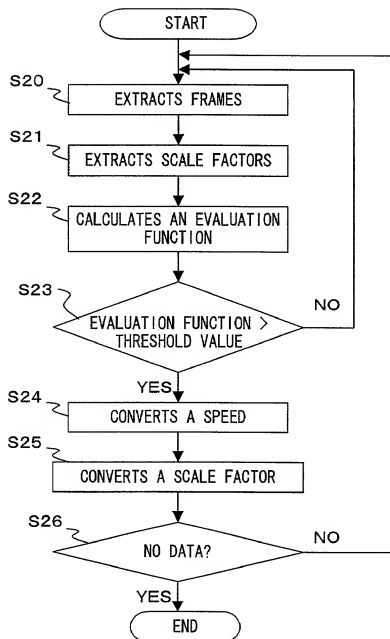 START
S20
EXTRACTS FRAMES
S21
EXTRACTS SCALE FACTORS
S22
CALCULATES AN EVALUATION
FUNCTION
S23
EVALUATION FUNCTION >
THRESHOLD VALUE
NO
YES
S24
CONVERTS A SPEED
S25
CONVERTS A SCALE FACTOR
S26
NO DATA?
NO
YES
END